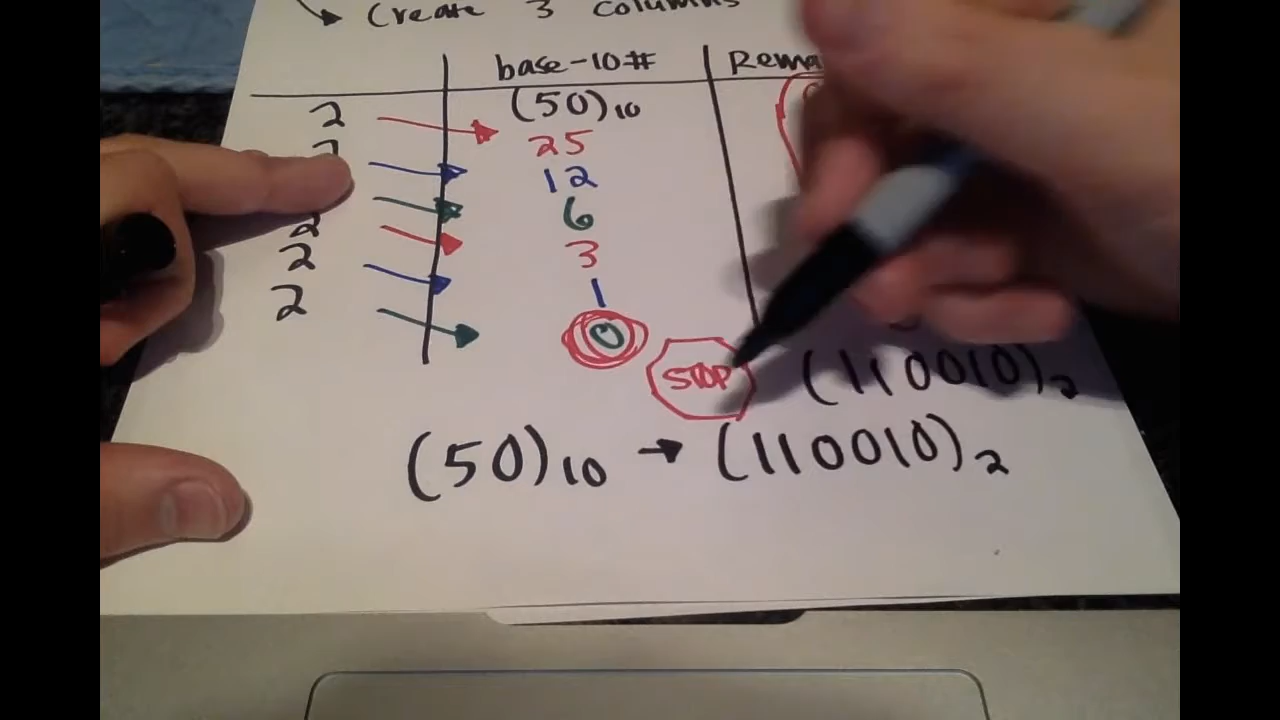 Create 3 columns
base-10#
2 (50)10
25
12
2 6
2 3
2 1
0
STOP (110010)2
(50)10 → (110010)2